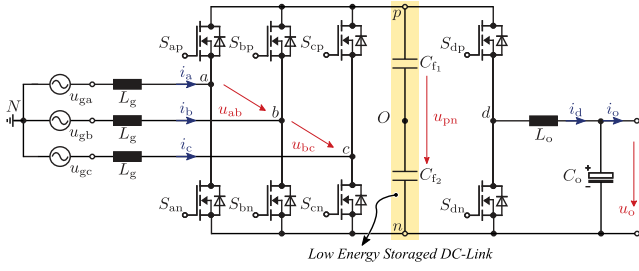 p
S_ap
S_bp
S_cp
S_dp
C_f1
a
i_a
N
u_ga
L_g
u_ab
i_b
b
u_gb
L_g
u_bc
i_c
c
u_gc
L_g
O
u_pn
d
L_o
i_d
i_o
C_f2
C_o
+
-
u_o
S_an
S_bn
S_cn
S_dn
n
Low Energy Storaged DC-Link